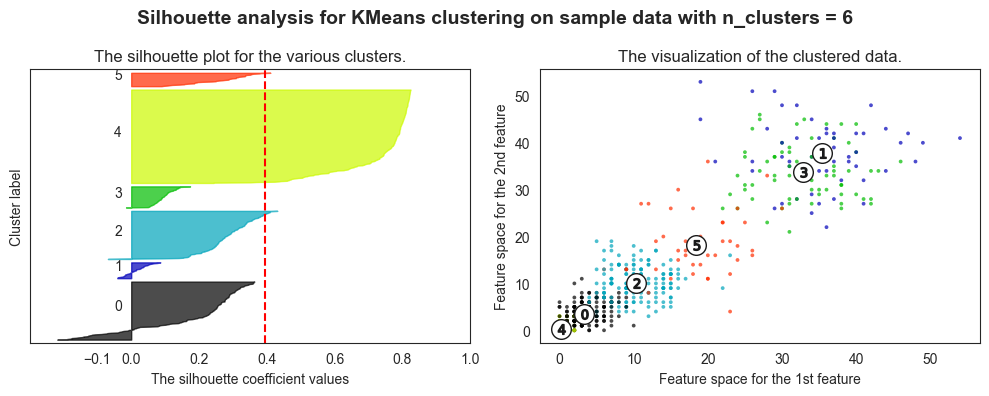 Silhouette analysis for KMeans clustering on sample data with n_clusters = 6
The silhouette plot for the various clusters.
Cluster label
5
4
3
2
1
0
−0.1 0.0 0.2 0.4 0.6 0.8 1.0
The silhouette coefficient values
The visualization of the clustered data.
Feature space for the 2nd feature
50
40
30
20
10
0
1
3
5
2
0
4
0 10 20 30 40 50
Feature space for the 1st feature